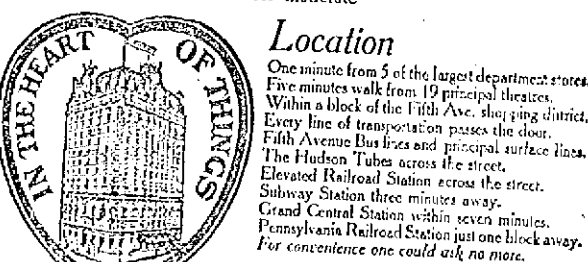 Location
One minute from 5 of the largest department stores.
Five minutes walk from 19 principal theatres.
Within a block of the Fifth Ave. shopping district.
Every line of transportation passes the door.
Fifth Avenue Bus lines and principal surface lines.
The Hudson Tubes across the street.
Elevated Railroad Station across the street.
Subway Station three minutes away.
Grand Central Station within seven minutes.
Pennsylvania Railroad Station just one block away.
For convenience one could ask no more.
IN THE HEART OF THINGS